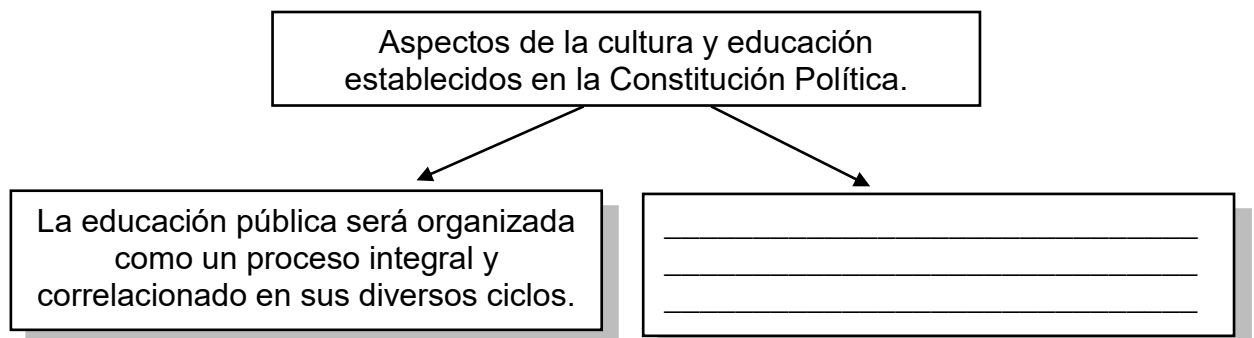 Aspectos de la cultura y educación
establecidos en la Constitución Política.
La educación pública será organizada
como un proceso integral y
correlacionado en sus diversos ciclos.